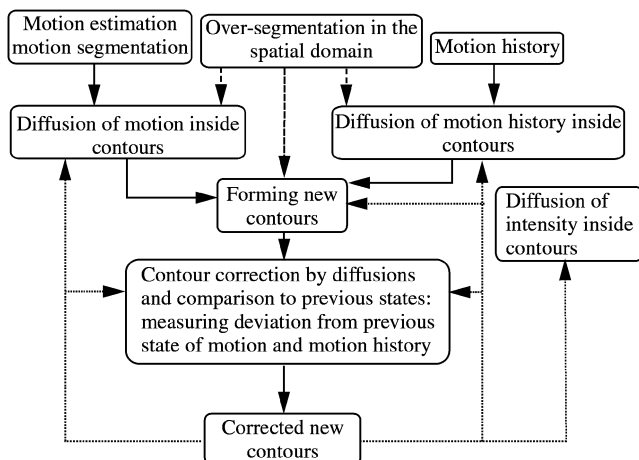 Motion estimation
motion segmentation
Over-segmentation in the
spatial domain
Motion history
Diffusion of motion inside
contours
Diffusion of motion history inside
contours
Forming new
contours
Diffusion of
intensity inside
contours
Contour correction by diffusions
and comparison to previous states:
measuring deviation from previous
state of motion and motion history
Corrected new
contours